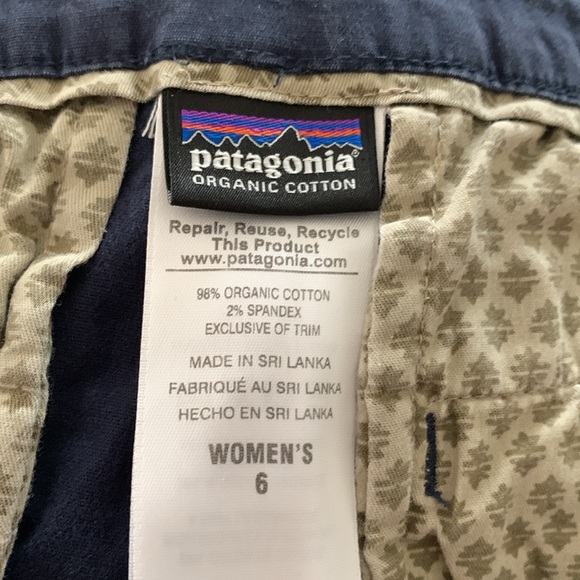 patagonia®
ORGANIC COTTON
Repair, Reuse, Recycle
This Product
www.patagonia.com
98% ORGANIC COTTON
2% SPANDEX
EXCLUSIVE OF TRIM
MADE IN SRI LANKA
FABRIQUÉ AU SRI LANKA
HECHO EN SRI LANKA
WOMEN'S
6